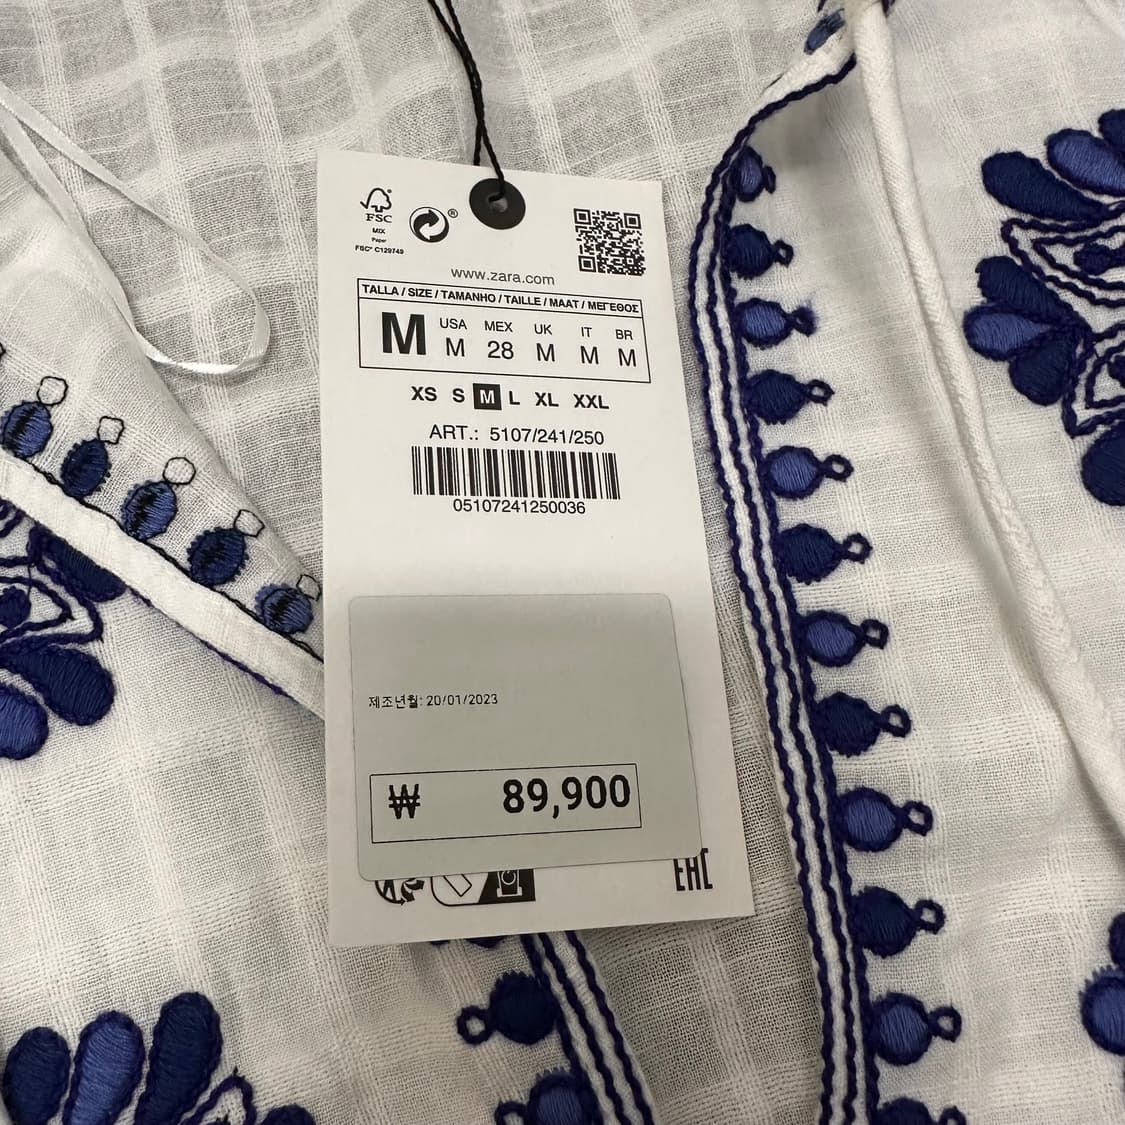 FSC®
MIX
Paper
FSC® C129749
®
www.zara.com
TALLA / SIZE / TAMANHO / TAILLE / MAAT / ΜΕΓΕΘΟΣ
M USA MEX UK IT BR
M 28 M M M
XS S M L XL XXL
ART.: 5107/241/250
05107241250036
제조년월: 20/01/2023
₩ 89,900
EAC